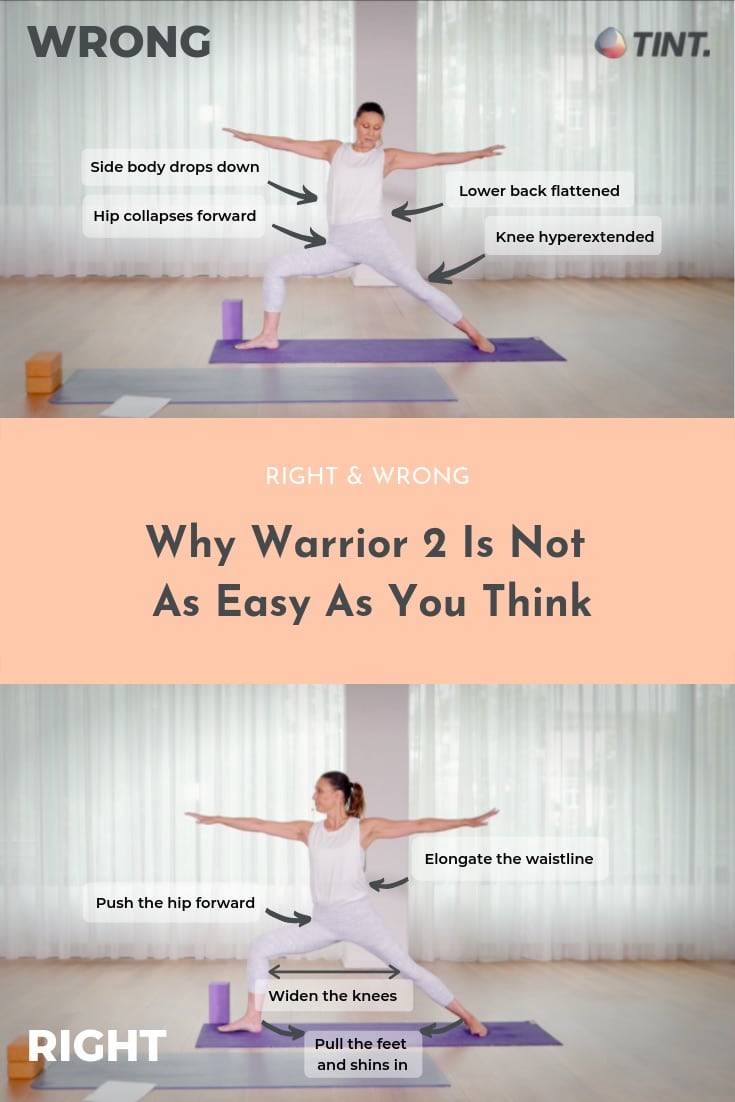 WRONG
TINT.
Side body drops down
Lower back flattened
Hip collapses forward
Knee hyperextended
RIGHT & WRONG
Why Warrior 2 Is Not
As Easy As You Think
Elongate the waistline
Push the hip forward
Widen the knees
RIGHT
Pull the feet
and shins in